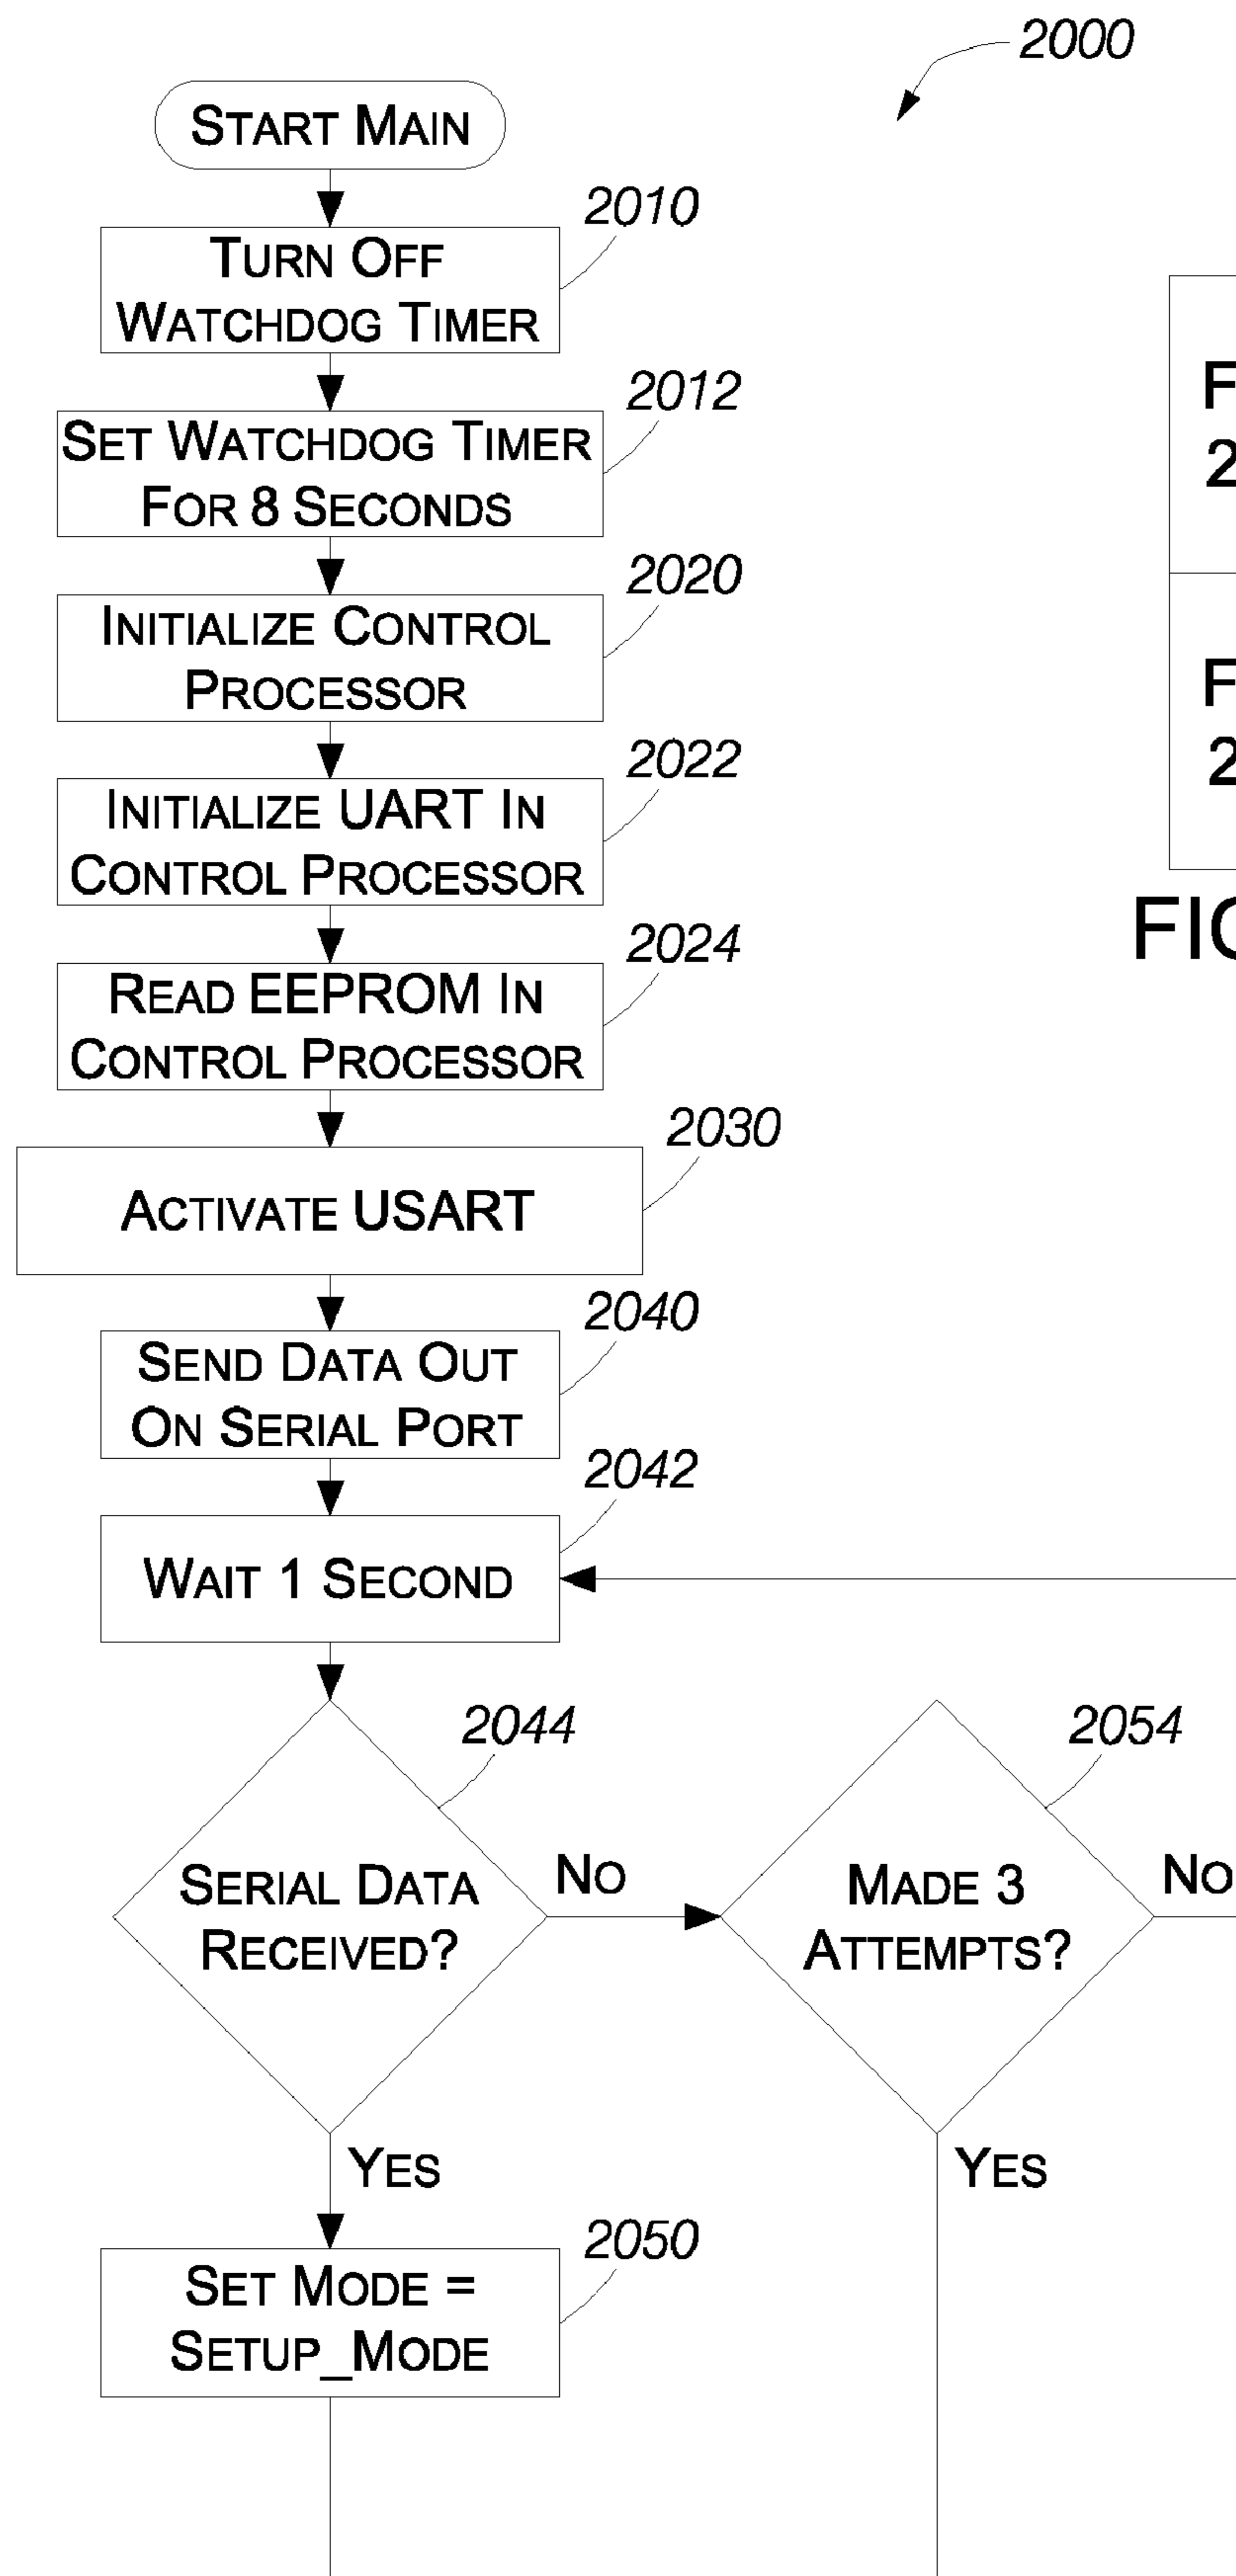 2000
START MAIN
2010
TURN OFF
WATCHDOG TIMER
2012
SET WATCHDOG TIMER
FOR 8 SECONDS
2020
INITIALIZE CONTROL
PROCESSOR
2022
INITIALIZE UART IN
CONTROL PROCESSOR
2024
READ EEPROM IN
CONTROL PROCESSOR
2030
ACTIVATE USART
2040
SEND DATA OUT
ON SERIAL PORT
2042
WAIT 1 SECOND
2044
SERIAL DATA
RECEIVED?
NO
2054
MADE 3
ATTEMPTS?
NO
YES
YES
2050
SET MODE =
SETUP_MODE